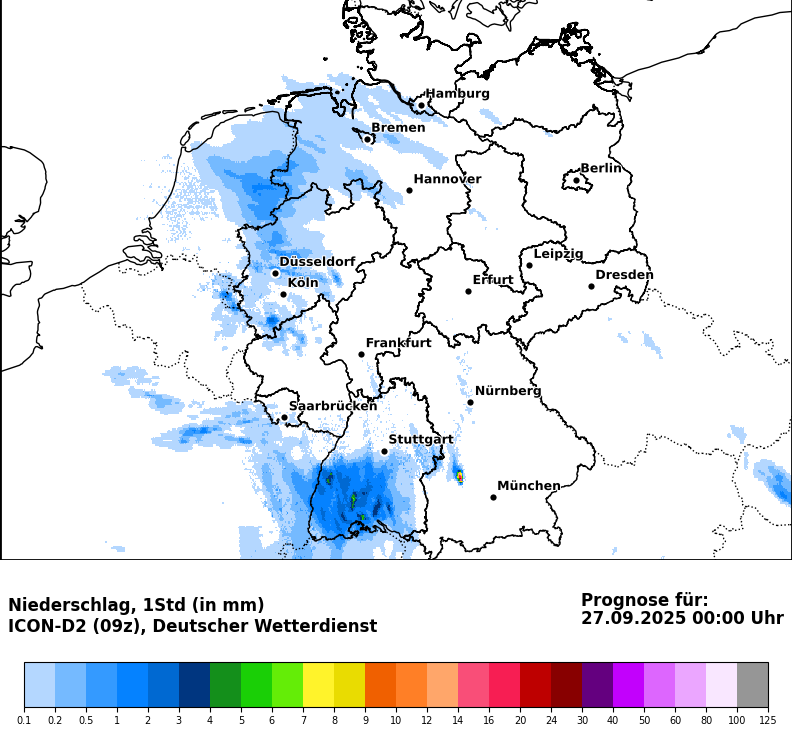 Hamburg
Bremen
Hannover
Berlin
Düsseldorf
Leipzig
Köln
Erfurt
Dresden
Frankfurt
Nürnberg
Saarbrücken
Stuttgart
München
Niederschlag, 1Std (in mm)
ICON-D2 (09z), Deutscher Wetterdienst
Prognose für:
27.09.2025 00:00 Uhr
0.1 0.2 0.5 1 2 3 4 5 6 7 8 9 10 12 14 16 20 24 30 40 50 60 80 100 125